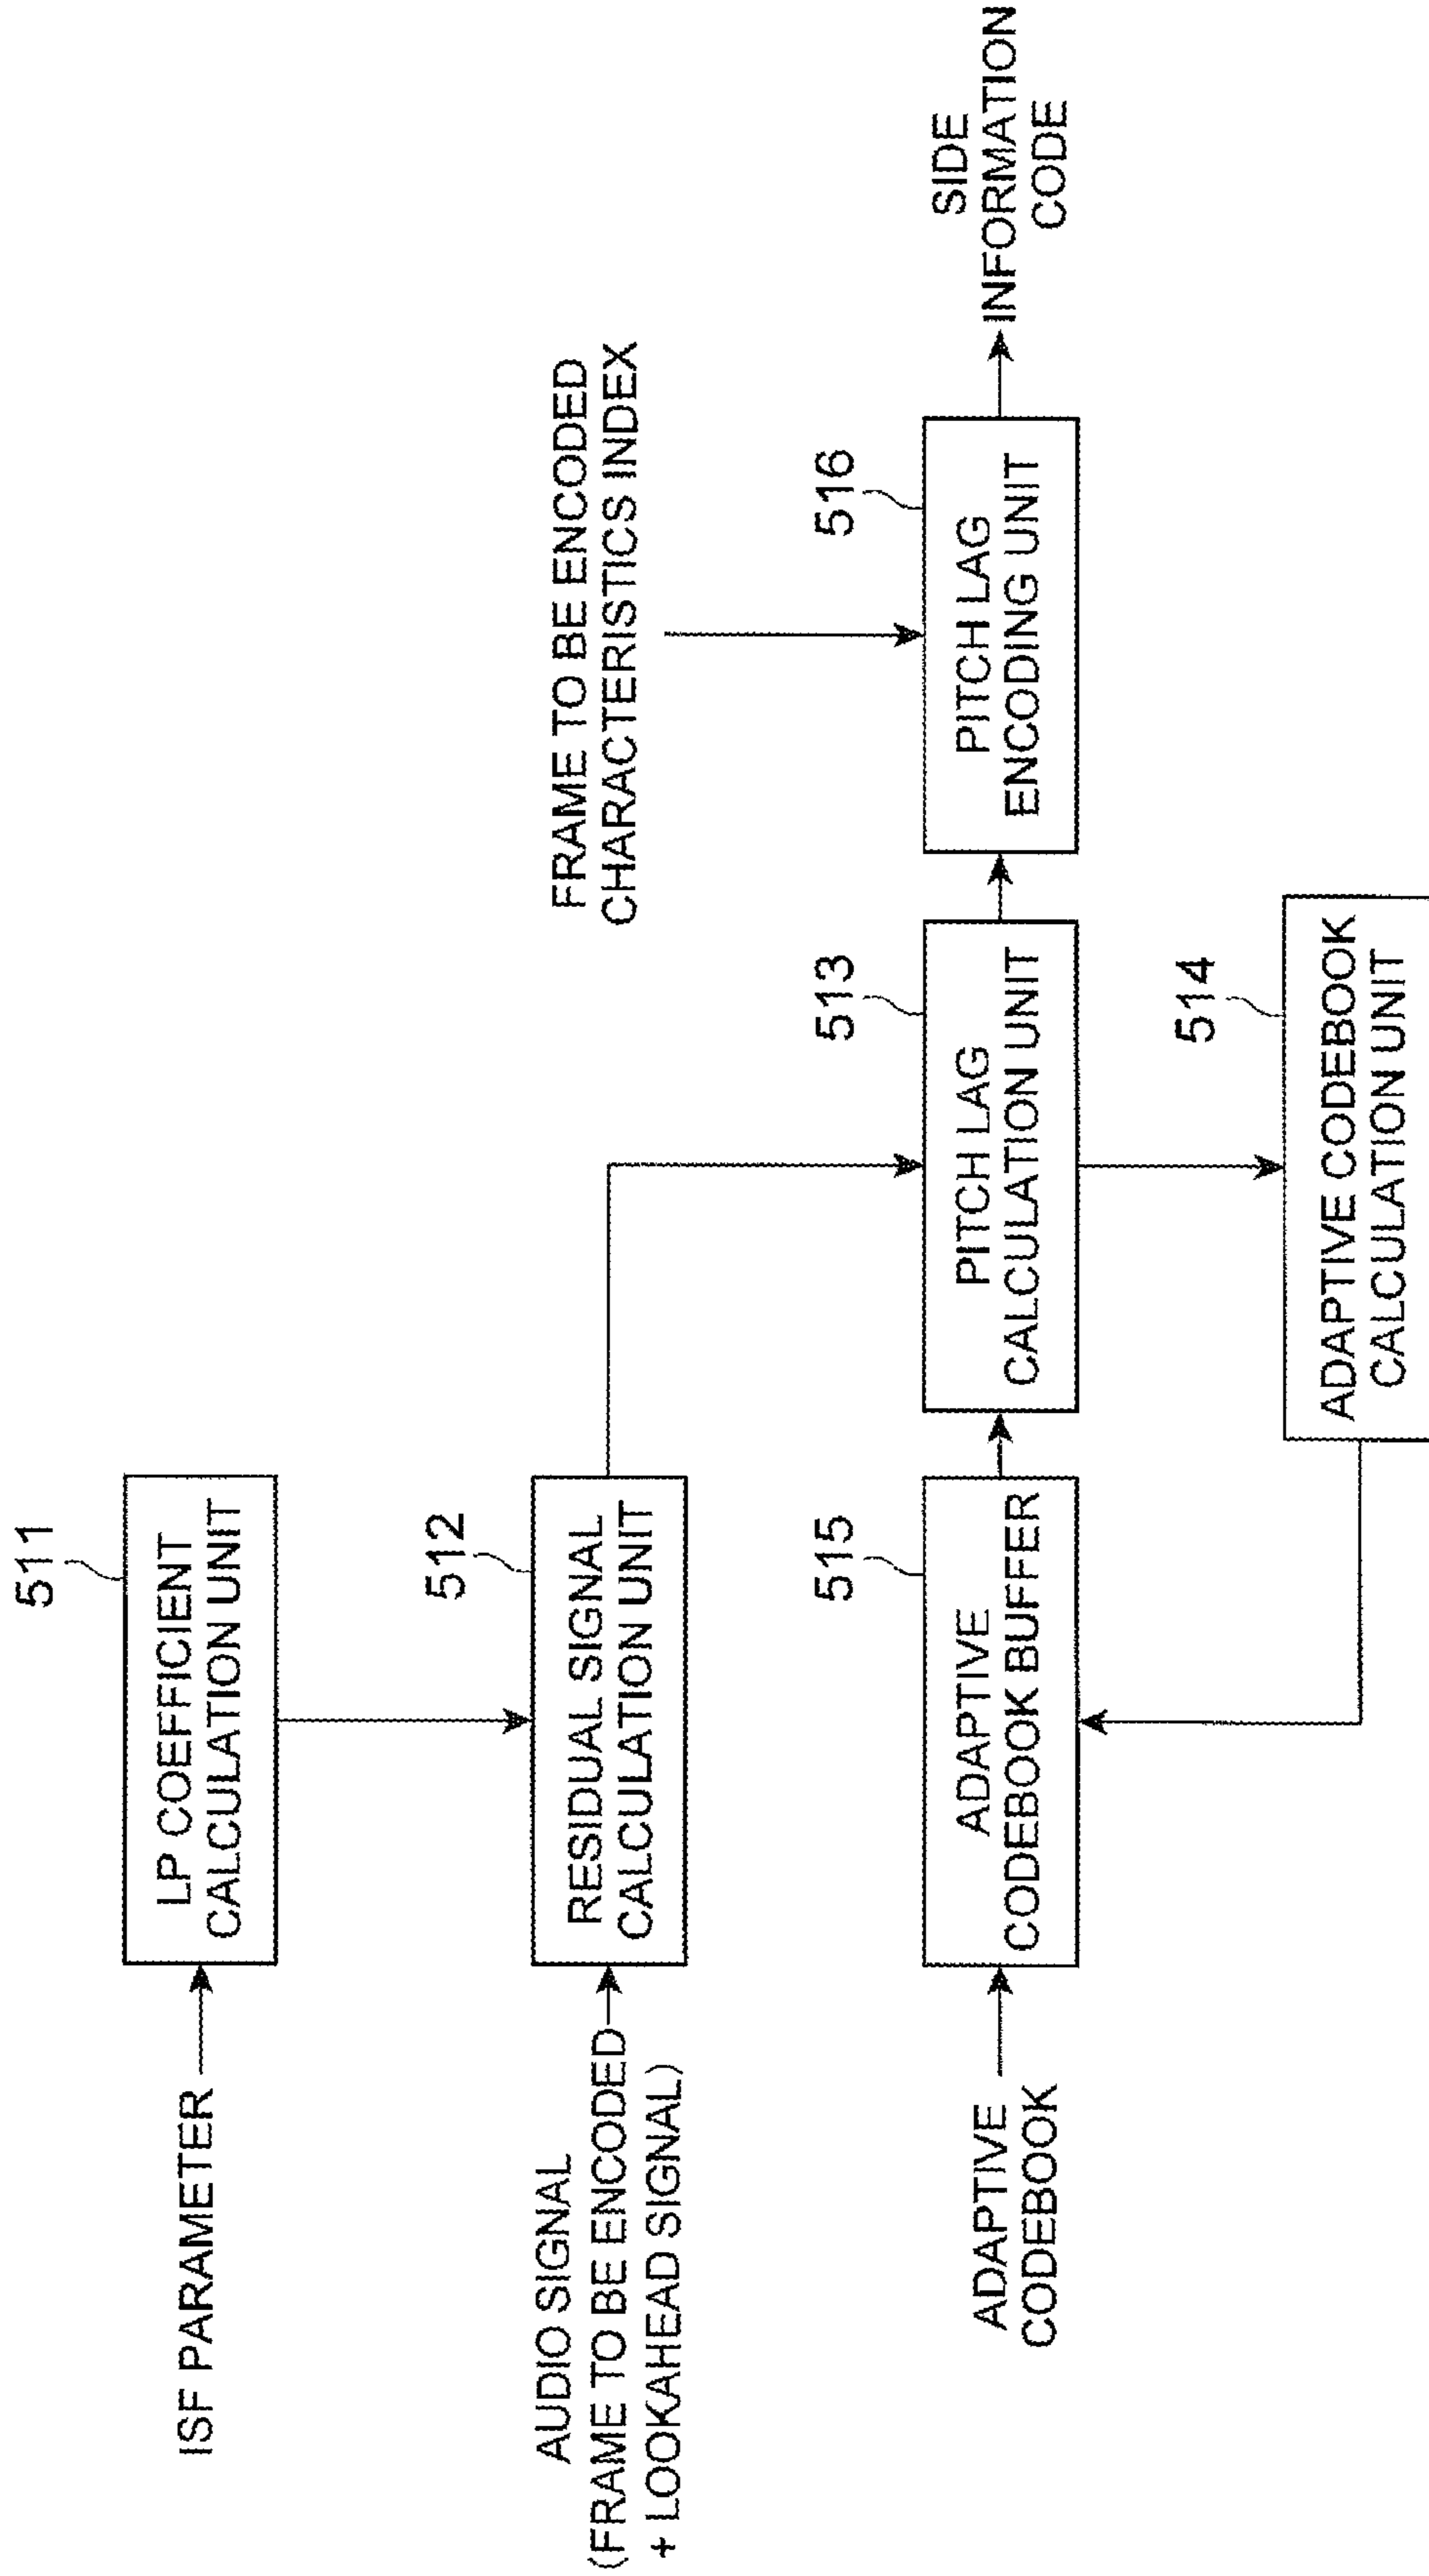 511
ISF PARAMETER
LP COEFFICIENT
CALCULATION UNIT
512
AUDIO SIGNAL
(FRAME TO BE ENCODED
+ LOOKAHEAD SIGNAL)
RESIDUAL SIGNAL
CALCULATION UNIT
FRAME TO BE ENCODED
CHARACTERISTICS INDEX
515
513
516
ADAPTIVE
CODEBOOK
ADAPTIVE
CODEBOOK BUFFER
PITCH LAG
CALCULATION UNIT
PITCH LAG
ENCODING UNIT
SIDE
INFORMATION
CODE
514
ADAPTIVE CODEBOOK
CALCULATION UNIT